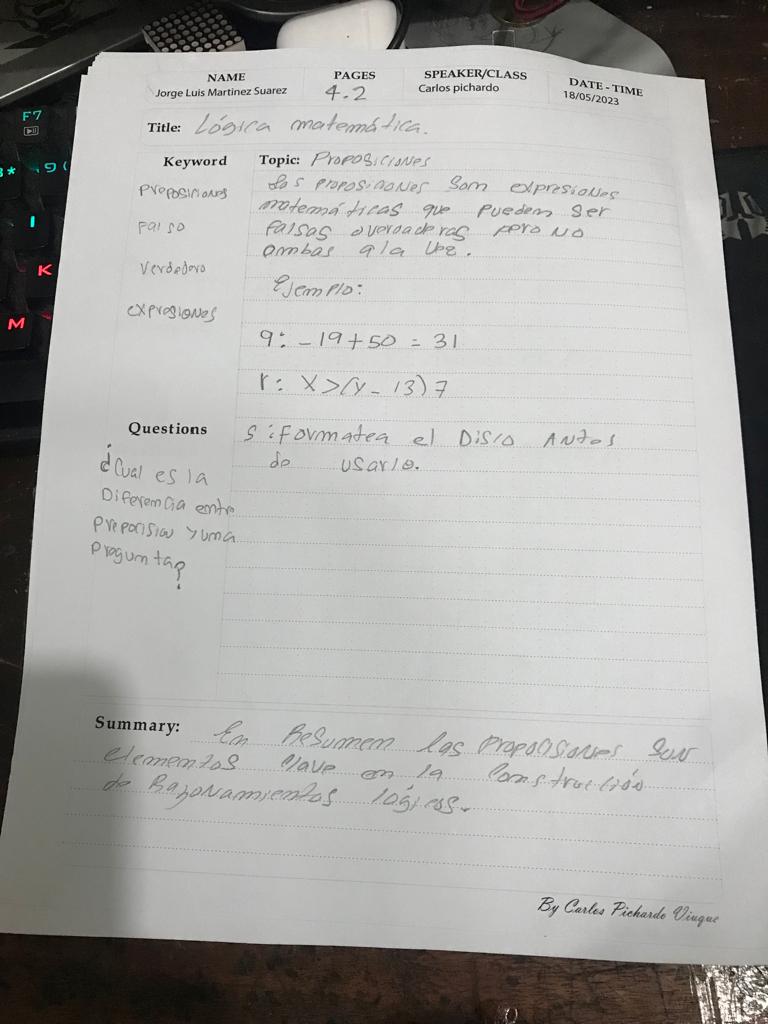 F7
NAME
PAGES
SPEAKER/CLASS
DATE - TIME
Jorge Luis Martinez Suarez
4.2
Carlos pichardo
18/05/2023
Title: Lógica matemática.
Keyword
Topic: Proposiciones
Las proposiciones son expresiones
matemáticas que pueden ser
falsas o verdaderas pero no
ambas a la vez.
Ejemplo:
q: -19+50 = 31
r: X>(y-13)7
s: Formatea el Disco Antes
de usarlo.
proposiciones
Falso
Verdadero
expresiones
Questions
¿Cual es la
Diferencia entre
y una
pregunta?
Summary: En Resumen las proposiciones son
elementos clave en la construcción
de Razonamientos lógicos.
By Carlos Pichardo Viuque
I
K
M